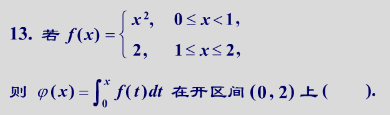 13. 若 f(x) = { x², 0 ≤ x < 1,
2, 1 ≤ x ≤ 2,
则 φ(x) = ∫₀ˣ f(t)dt 在开区间 (0, 2) 上 (    ).